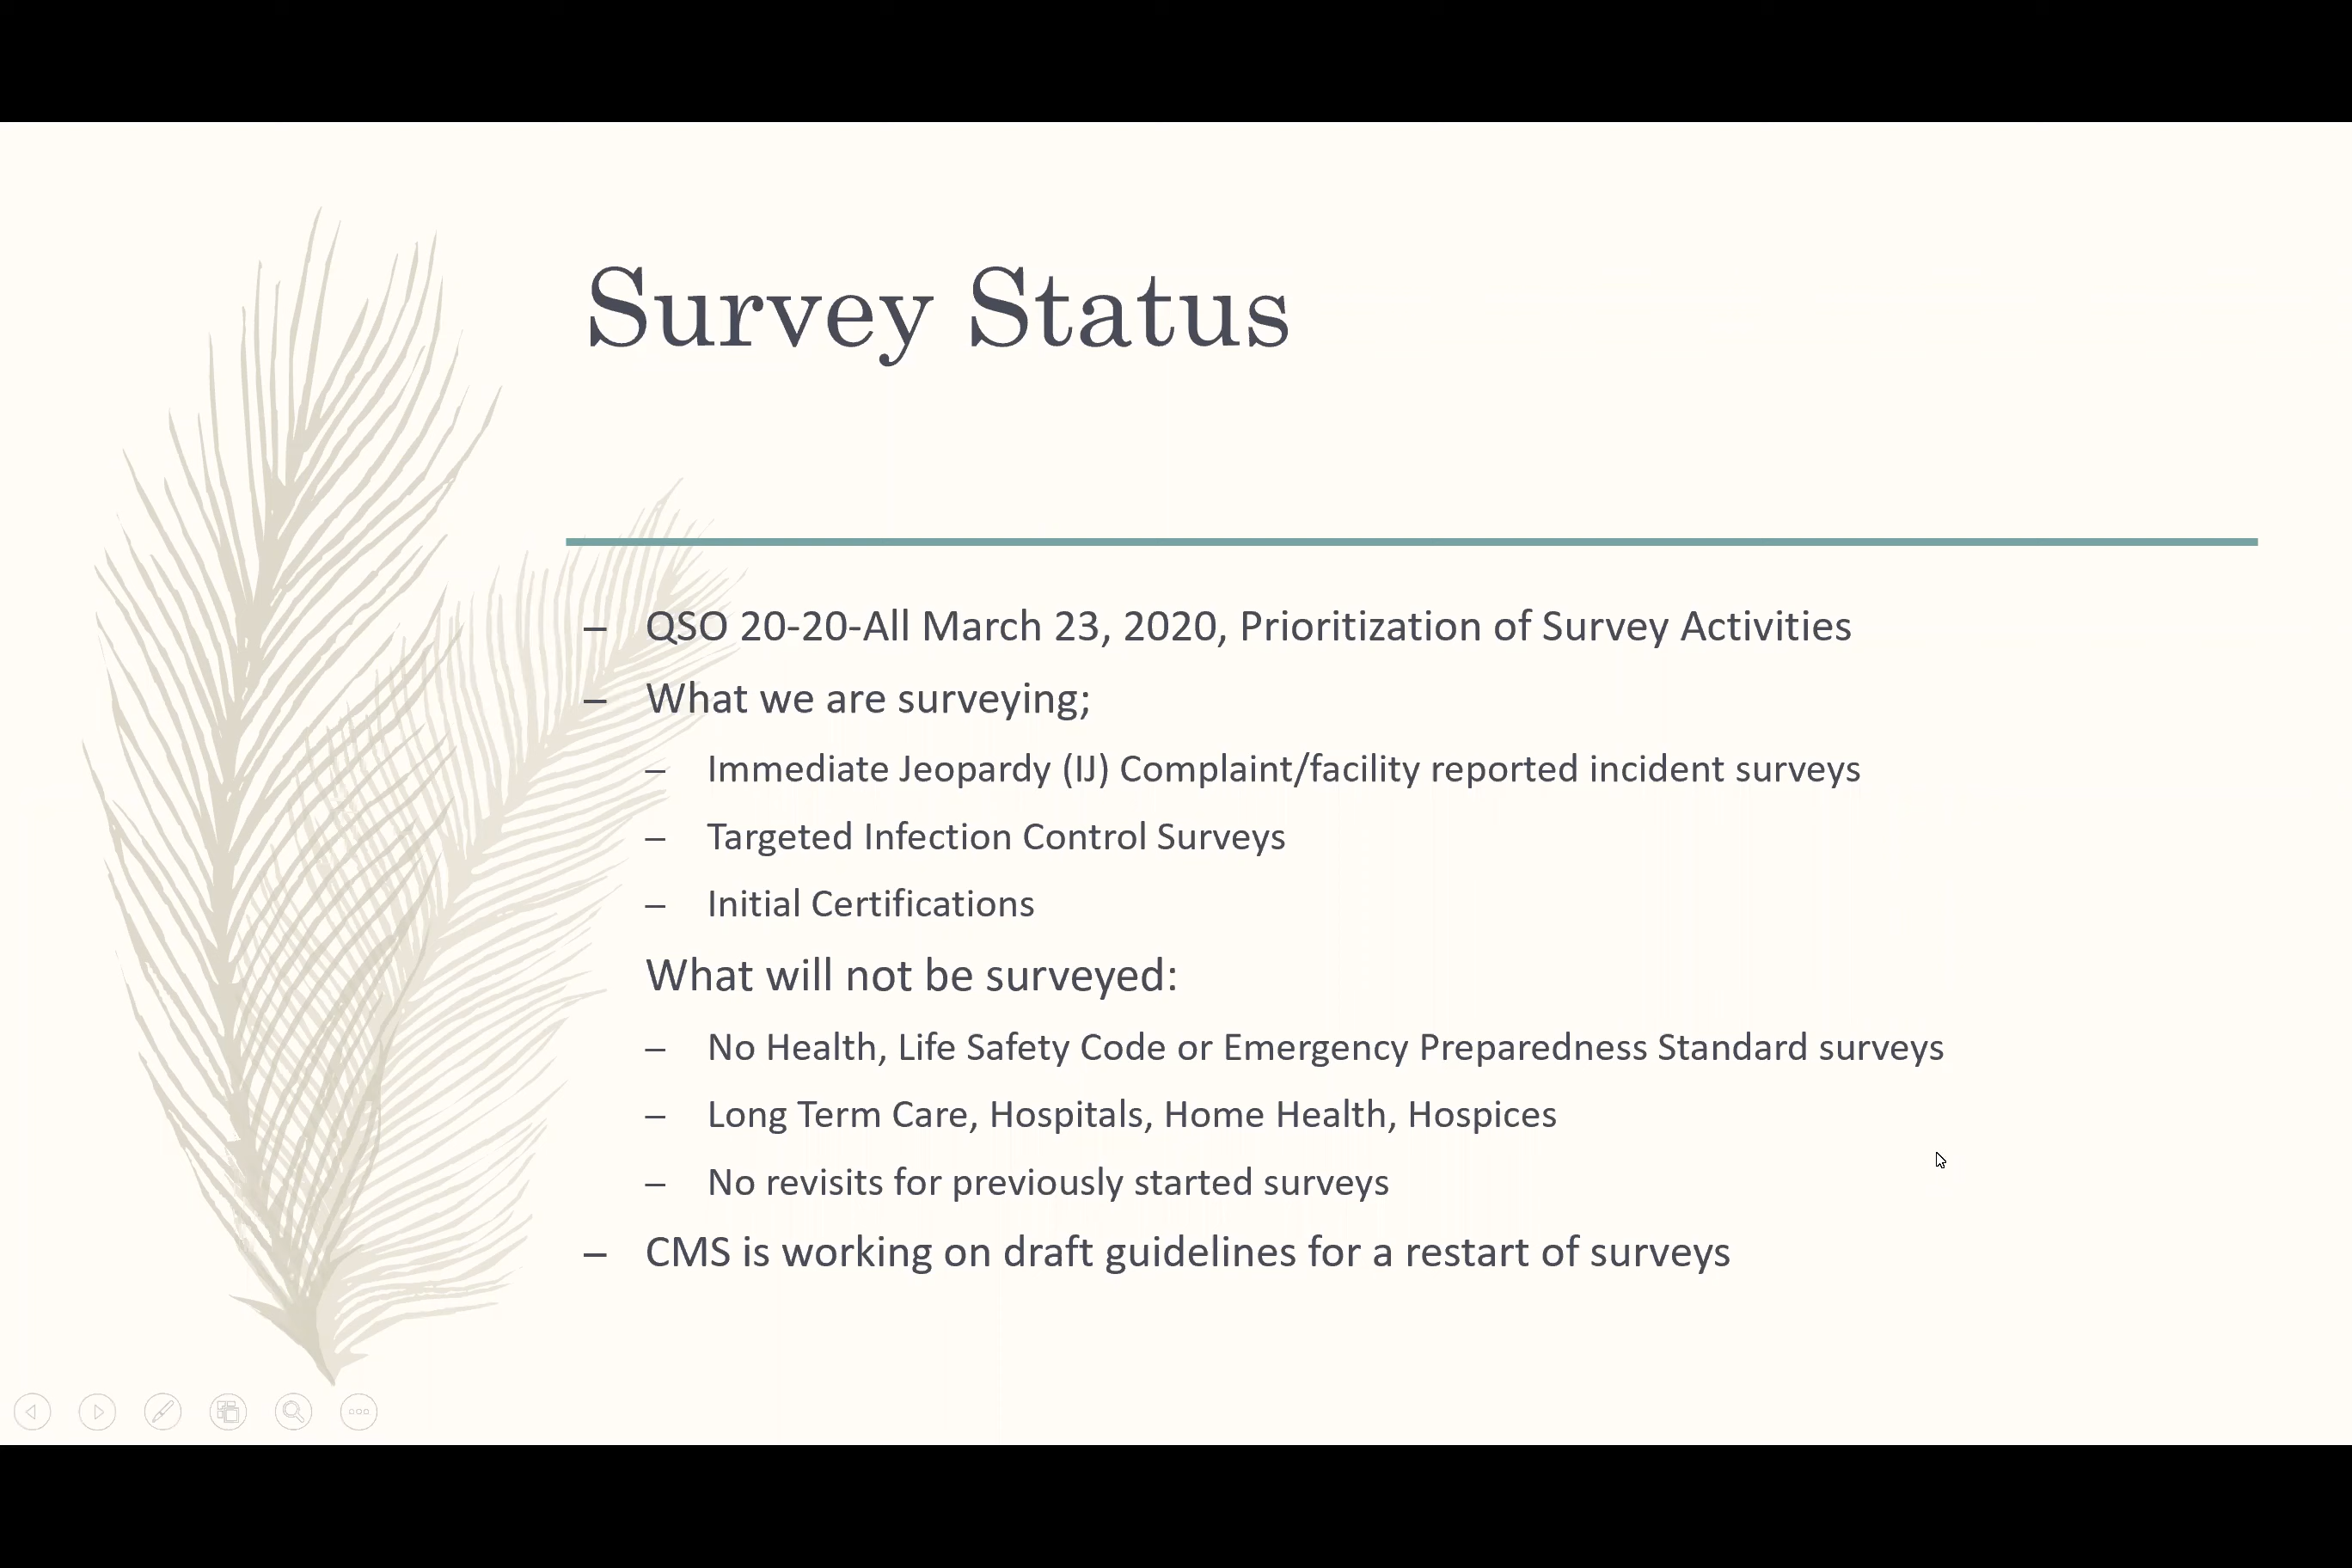 Survey Status
– QSO 20-20-All March 23, 2020, Prioritization of Survey Activities
– What we are surveying;
– Immediate Jeopardy (IJ) Complaint/facility reported incident surveys
– Targeted Infection Control Surveys
– Initial Certifications
What will not be surveyed:
– No Health, Life Safety Code or Emergency Preparedness Standard surveys
– Long Term Care, Hospitals, Home Health, Hospices
– No revisits for previously started surveys
– CMS is working on draft guidelines for a restart of surveys